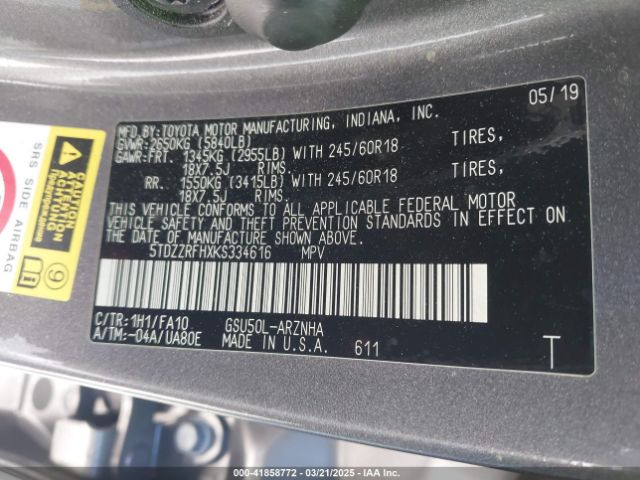 05/19
MFD.BY:TOYOTA MOTOR MANUFACTURING, INDIANA, INC.
GVWR:2650KG (5840LB)
GAWR:FRT. 1345KG (2955LB) WITH 245/60R18 TIRES,
18X7.5J RIMS.
RR. 1550KG (3415LB) WITH 245/60R18 TIRES,
18X7.5J RIMS.
THIS VEHICLE CONFORMS TO ALL APPLICABLE FEDERAL MOTOR
VEHICLE SAFETY AND THEFT PREVENTION STANDARDS IN EFFECT ON
THE DATE OF MANUFACTURE SHOWN ABOVE.
5TDZZRFHXKS334616 MPV
C/TR:1H1/FA10 GSU50L-ARZNHA
A/TM:-04A/UA80E MADE IN U.S.A. 611
T
SRS SIDE AIRBAG
CAUTION
ACHTUNG
ATTENTION
9
000-41858772 — 03/21/2025 — IAA Inc.